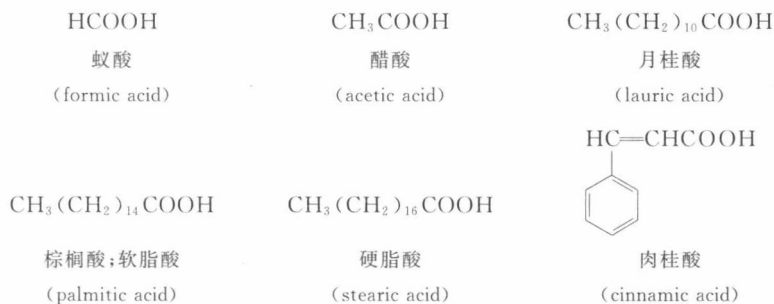 HCOOH CH₃COOH CH₃(CH₂)₁₀COOH
蚁酸 醋酸 月桂酸
(formic acid) (acetic acid) (lauric acid)
HC=CHCOOH
CH₃(CH₂)₁₄COOH CH₃(CH₂)₁₆COOH
棕榈酸;软脂酸 硬脂酸 肉桂酸
(palmitic acid) (stearic acid) (cinnamic acid)